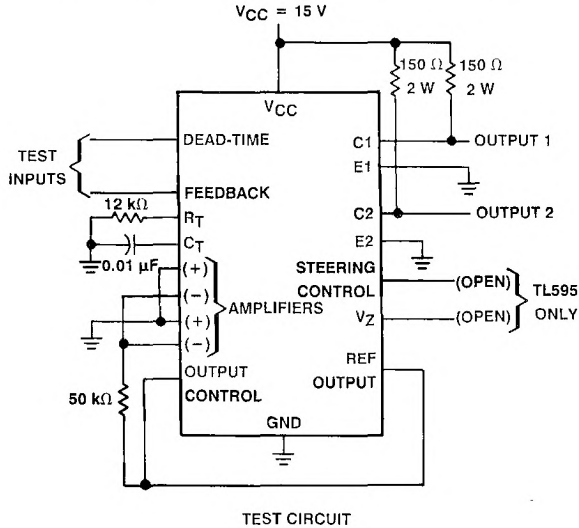 VCC = 15 V
150 Ω
2 W
150 Ω
2 W
VCC
TEST
INPUTS
DEAD-TIME
FEEDBACK
12 kΩ
RT
CT
0.01 μF
(+)
(−)
(+)
(−)
AMPLIFIERS
OUTPUT
CONTROL
50 kΩ
GND
C1
OUTPUT 1
E1
C2
OUTPUT 2
E2
STEERING
CONTROL
(OPEN)
VZ
(OPEN)
TL595
ONLY
REF
OUTPUT
TEST CIRCUIT